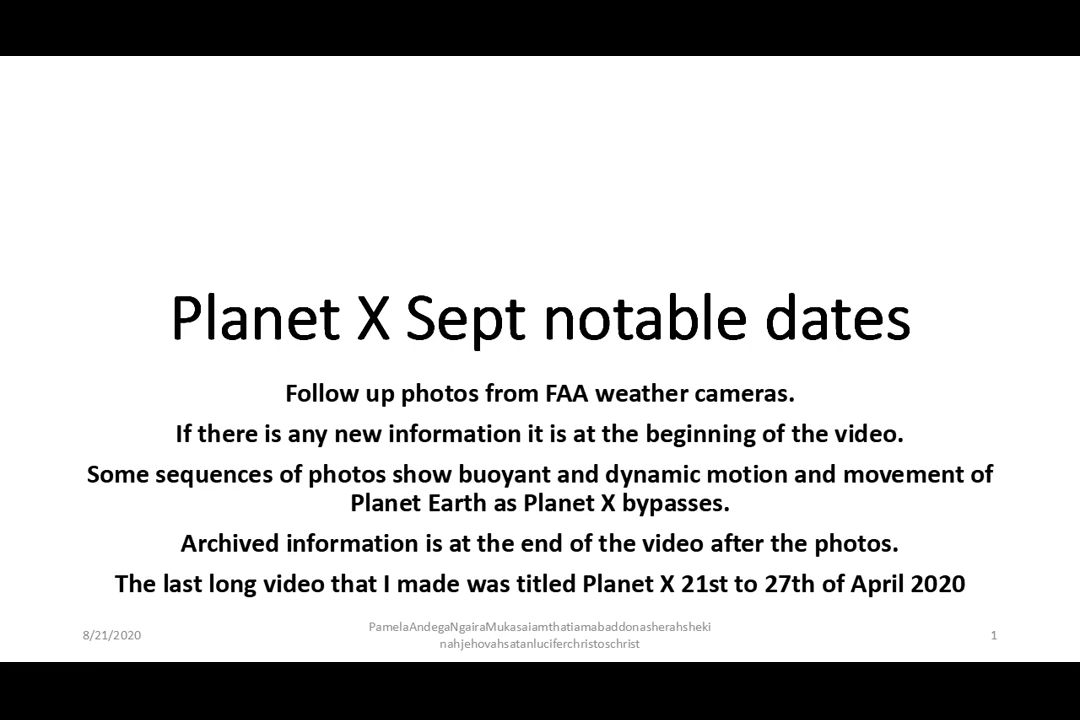 Planet X Sept notable dates
Follow up photos from FAA weather cameras.
If there is any new information it is at the beginning of the video.
Some sequences of photos show buoyant and dynamic motion and movement of
Planet Earth as Planet X bypasses.
Archived information is at the end of the video after the photos.
The last long video that I made was titled Planet X 21st to 27th of April 2020
8/21/2020
PamelaAndegaNgairaMukasaiamthatiamabaddonasherahsheki
nahjehovahsatanluciferchristoschrist
1